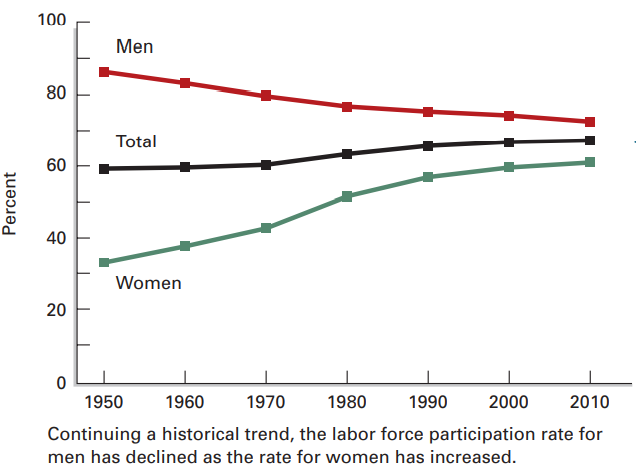 100
Men
80
Total
60
Percent
40
Women
20
0
1950 1960 1970 1980 1990 2000 2010
Continuing a historical trend, the labor force participation rate for
men has declined as the rate for women has increased.